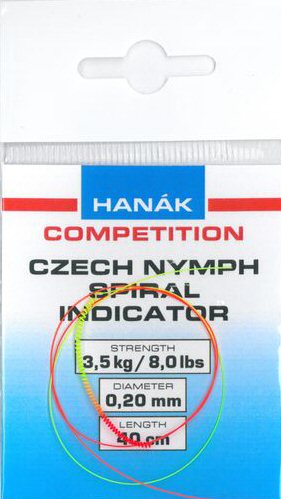 HANÁK
COMPETITION
CZECH NYMPH
SPIRAL
INDICATOR
STRENGTH
3,5 kg / 8,0 lbs
DIAMETER
0,20 mm
LENGTH
40 cm